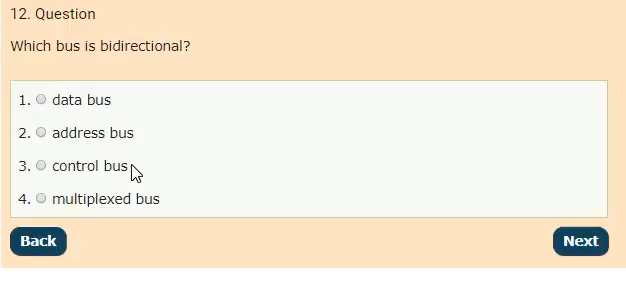 12. Question
Which bus is bidirectional?
1. data bus
2. address bus
3. control bus
4. multiplexed bus
Back Next